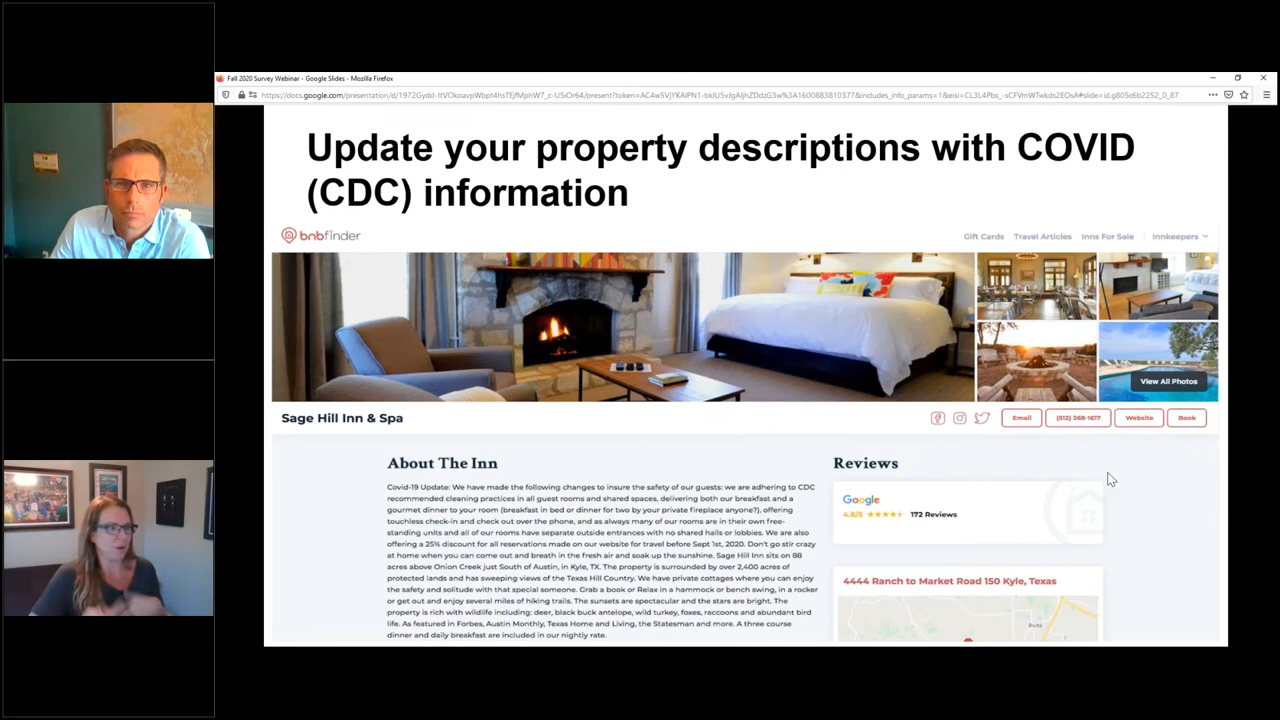 Fall 2020 Survey Webinar - Google Slides - Mozilla Firefox
Update your property descriptions with COVID
(CDC) information
bnbfinder
Gift Cards Travel Articles Inns For Sale Innkeepers
View All Photos
Sage Hill Inn & Spa
Email (512) 268-1617 Website Book
About The Inn
Covid-19 Update: We have made the following changes to insure the safety of our guests: we are adhering to CDC
recommended cleaning practices in all guest rooms and shared spaces, delivering both our breakfast and a
gourmet dinner to your room (breakfast in bed or dinner for two by your private fireplace anyone?), offering
touchless check-in and check out over the phone, and as always many of our rooms are in their own free-
standing units and all of our rooms have separate outside entrances with no shared halls or lobbies. We are also
offering a 25% discount for all reservations made on our website for travel before Sept 1st, 2020. Don't go stir crazy
at home when you can come out and breath in the fresh air and soak up the sunshine. Sage Hill Inn sits on 88
acres above Onion Creek just South of Austin, in Kyle, TX. The property is surrounded by over 2,400 acres of
protected lands and has sweeping views of the Texas Hill Country. We have private cottages where you can enjoy
the safety and solitude with that special someone. Grab a book or Relax in a hammock or bench swing, in a rocker
or get out and enjoy several miles of hiking trails. The sunsets are spectacular and the stars are bright. The
property is rich with wildlife including: deer, black buck antelope, wild turkey, foxes, raccoons and abundant bird
life. As featured in Forbes, Austin Monthly, Texas Home and Living, the Statesman and more. A three course
dinner and daily breakfast are included in our nightly rate.
Reviews
Google
4.8/5 172 Reviews
4444 Ranch to Market Road 150 Kyle, Texas
Buda